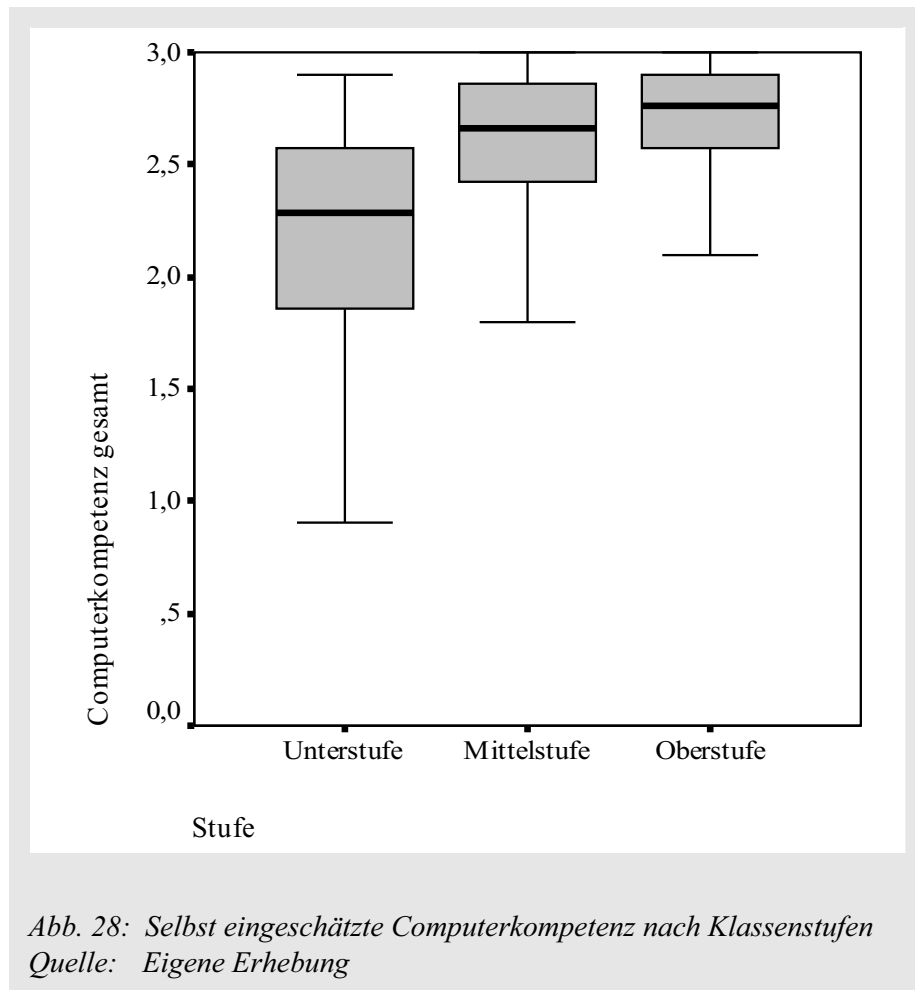 3,0
2,5
2,0
1,5
1,0
,5
0,0
Computerkompetenz gesamt
Unterstufe Mittelstufe Oberstufe
Stufe
Abb. 28: Selbst eingeschätzte Computerkompetenz nach Klassenstufen
Quelle: Eigene Erhebung